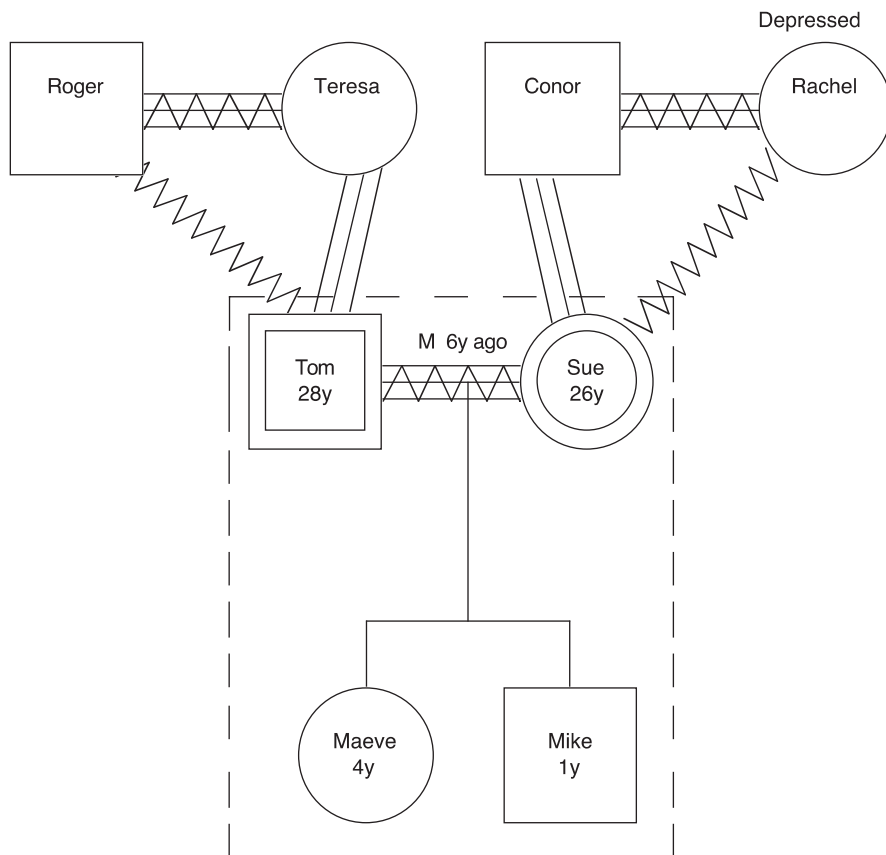 Depressed
Roger
Teresa
Conor
Rachel
M 6y ago
Tom
28y
Sue
26y
Maeve
4y
Mike
1y